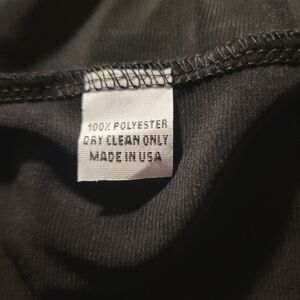 100% POLYESTER
DRY CLEAN ONLY
MADE IN USA